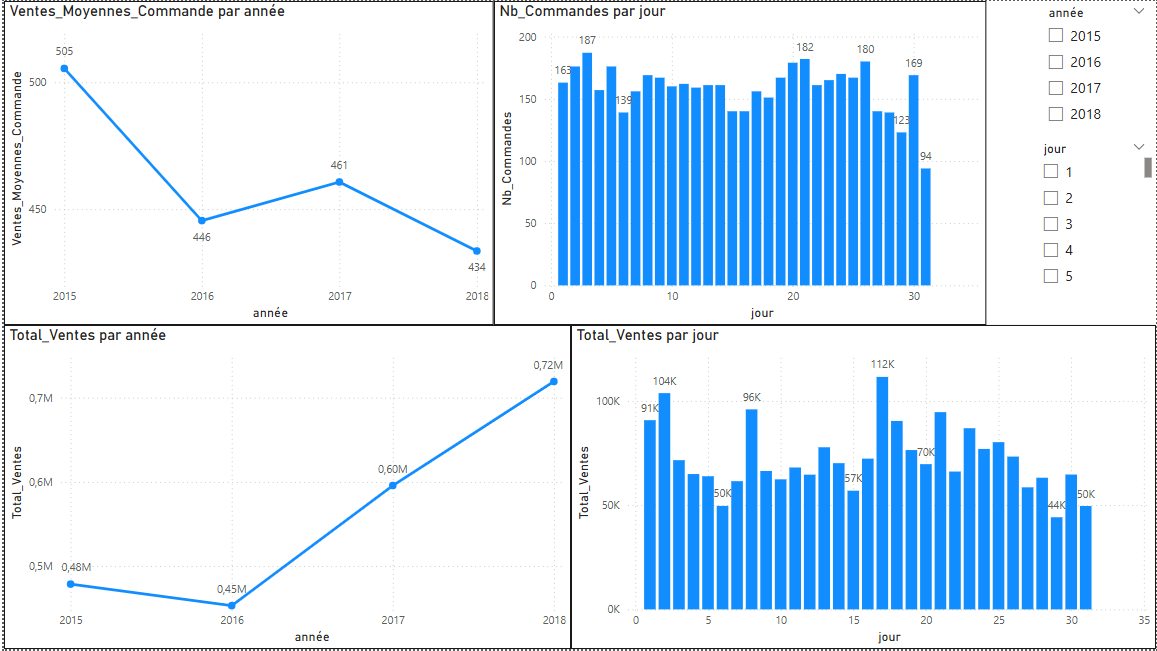 Ventes_Moyennes_Commande par année
Ventes_Moyennes_Commande
500
450
505
446
461
434
2015
2016
2017
2018
année
Nb_Commandes par jour
Nb_Commandes
200
150
100
50
0
163
187
139
182
180
123
169
94
0
10
20
30
jour
année
2015
2016
2017
2018
jour
1
2
3
4
5
Total_Ventes par année
Total_Ventes
0,7M
0,6M
0,5M
0,48M
0,45M
0,60M
0,72M
2015
2016
2017
2018
année
Total_Ventes par jour
Total_Ventes
100K
50K
0K
91K
104K
50K
96K
57K
112K
70K
44K
50K
0
5
10
15
20
25
30
35
jour